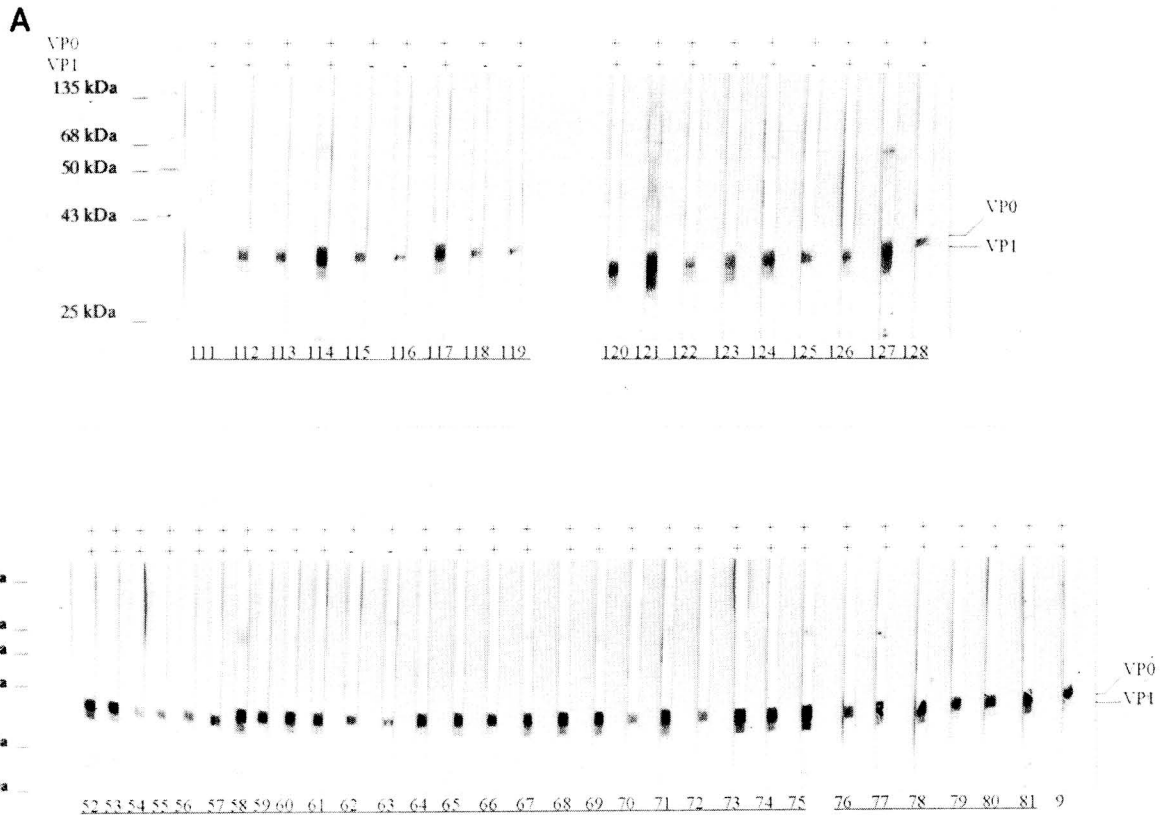 A
VP0 + + + + + + + + + + + + + + + + + +
VP1 - + + + - - + - - + + + + + - + + -
135 kDa
68 kDa
50 kDa
43 kDa
25 kDa
VP0
VP1
111 112 113 114 115 116 117 118 119 120 121 122 123 124 125 126 127 128
+ + + + + + + + + + + + + + + + + + + + + + + + + + + + + + +
+ + + + + + + + + + - - + + + + + + + + + + + + + + + + + + +
a
a
a
a
a
a
VP0
VP1
52 53 54 55 56 57 58 59 60 61 62 63 64 65 66 67 68 69 70 71 72 73 74 75 76 77 78 79 80 81 9